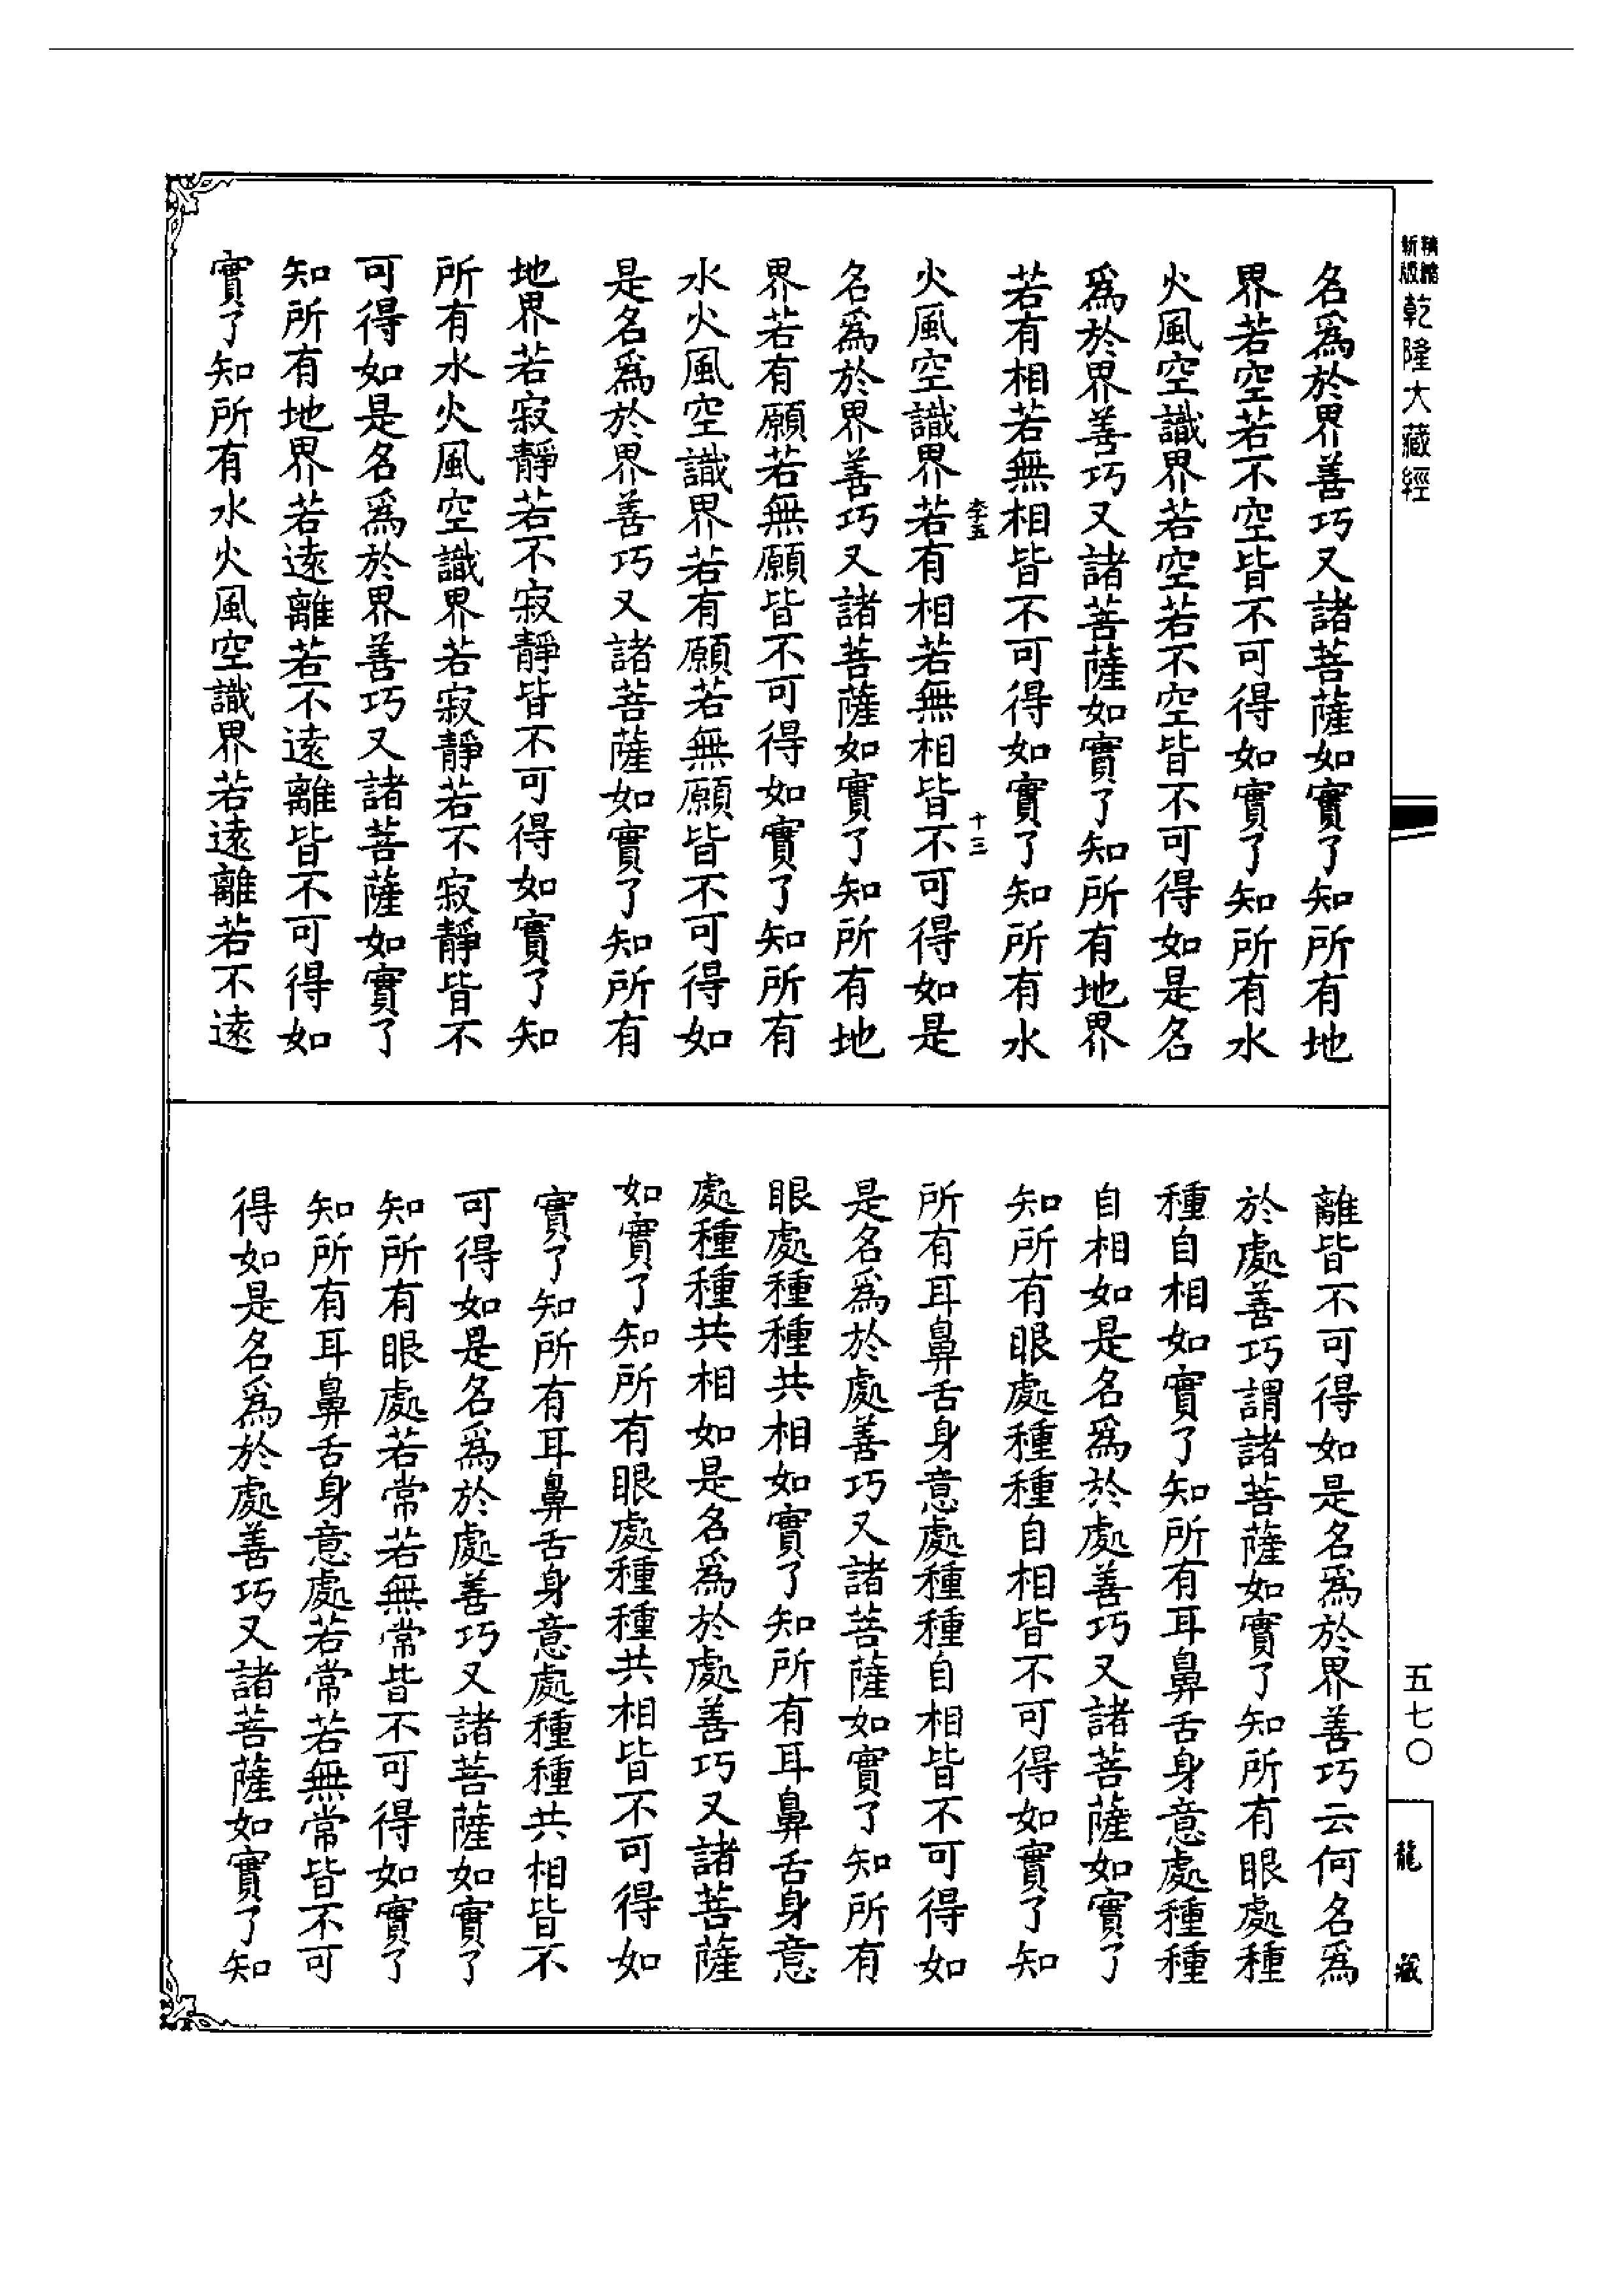 精縮
新版
乾隆大藏經
五七〇
龍藏
名爲於界善巧又諸菩薩如實了知所有地
界若空若不空皆不可得如實了知所有水
火風空識界若空若不空皆不可得如是名
爲於界善巧又諸菩薩如實了知所有地界
若有相若無相皆不可得如實了知所有水
李五
十三
火風空識界若有相若無相皆不可得如是
名爲於界善巧又諸菩薩如實了知所有地
界若有願若無願皆不可得如實了知所有
水火風空識界若有願若無願皆不可得如
是名爲於界善巧又諸菩薩如實了知所有
地界若寂靜若不寂靜皆不可得如實了知
所有水火風空識界若寂靜若不寂靜皆不
可得如是名爲於界善巧又諸菩薩如實了
知所有地界若遠離若不遠離皆不可得如
實了知所有水火風空識界若遠離若不遠
離皆不可得如是名爲於界善巧云何名爲
於處善巧謂諸菩薩如實了知所有眼處種
種自相如實了知所有耳鼻舌身意處種種
自相如是名爲於處善巧又諸菩薩如實了
知所有眼處種種自相皆不可得如實了知
所有耳鼻舌身意處種種自相皆不可得如
是名爲於處善巧又諸菩薩如實了知所有
眼處種種共相如實了知所有耳鼻舌身意
處種種共相如是名爲於處善巧又諸菩薩
如實了知所有眼處種種共相皆不可得如
實了知所有耳鼻舌身意處種種共相皆不
可得如是名爲於處善巧又諸菩薩如實了
知所有眼處若常若無常皆不可得如實了
知所有耳鼻舌身意處若常若無常皆不可
得如是名爲於處善巧又諸菩薩如實了知